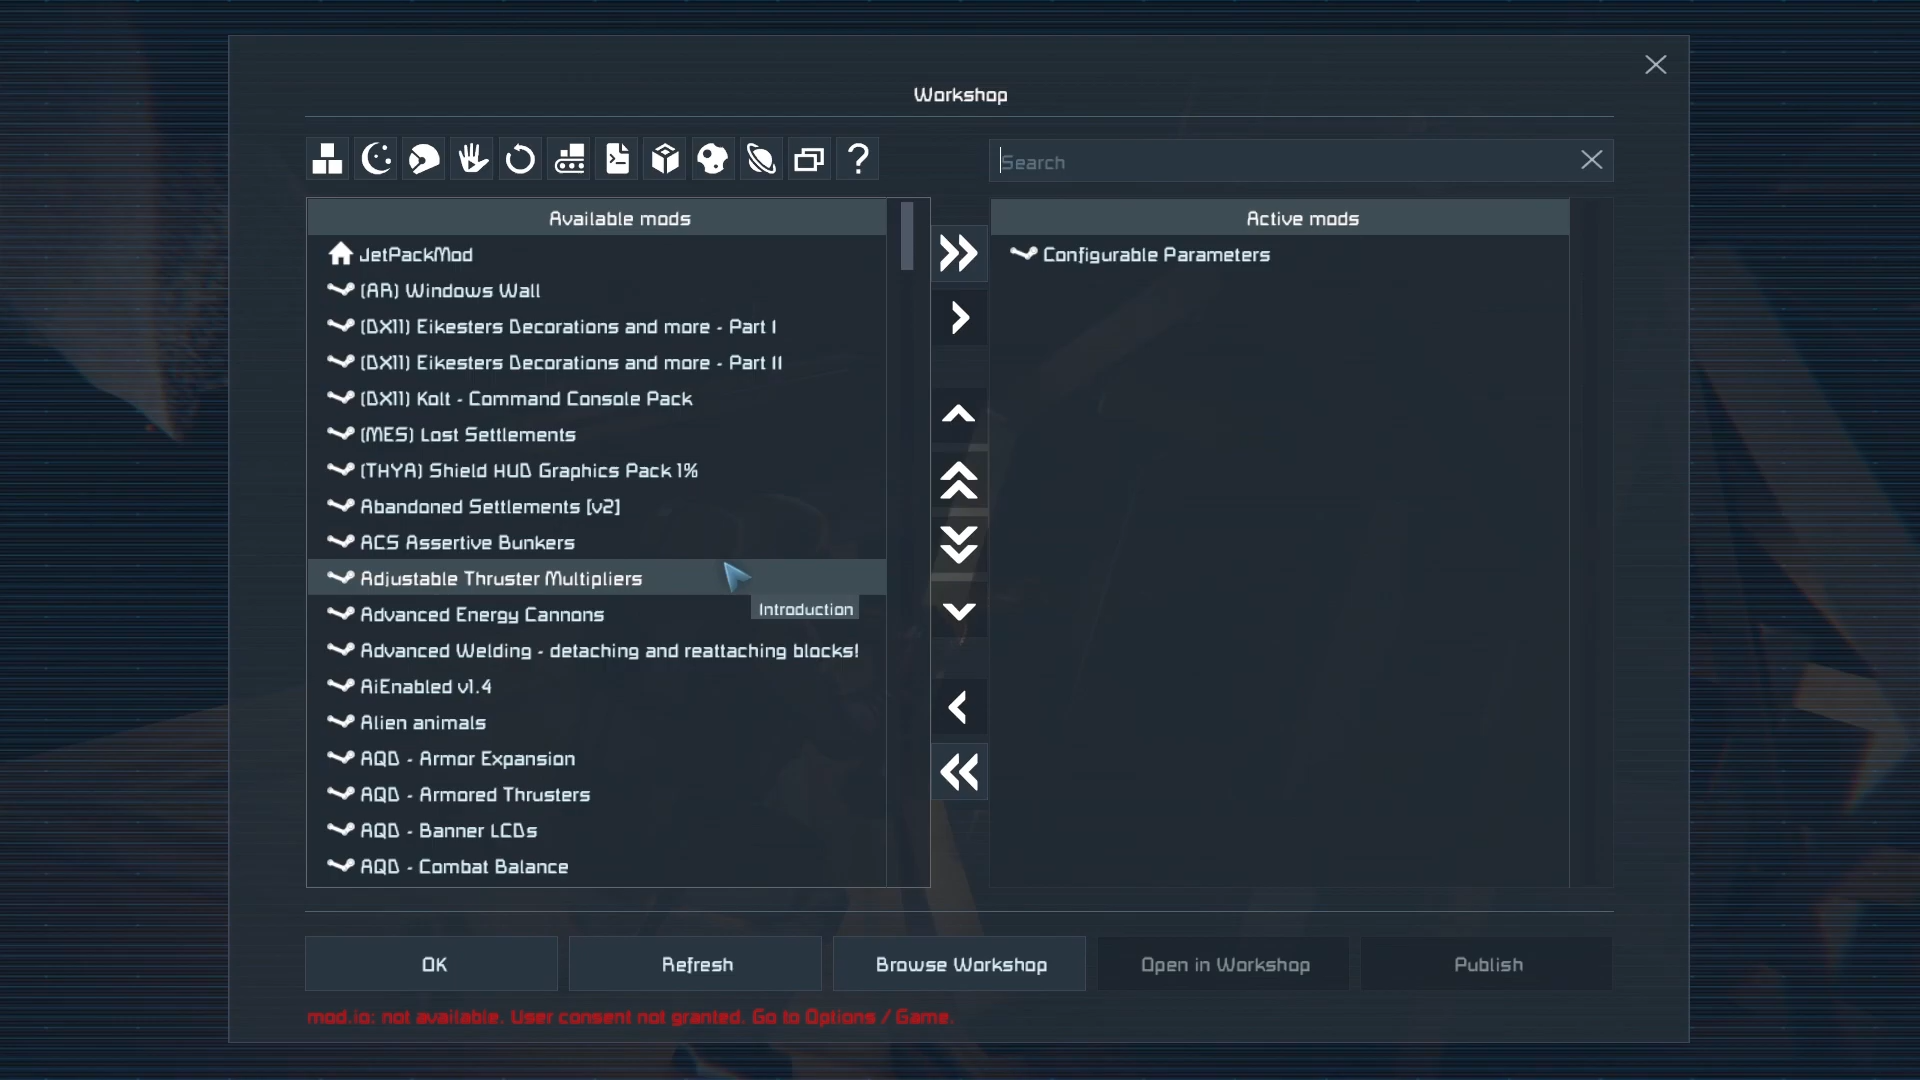 Workshop
?
Search
Available mods
JetPackMod
(AR) Windows Wall
(DX11) Eikesters Decorations and more - Part I
(DX11) Eikesters Decorations and more - Part II
(DX11) Kolt - Command Console Pack
(MES) Lost Settlements
(THYA) Shield HUD Graphics Pack 1%
Abandoned Settlements [v2]
ACS Assertive Bunkers
Adjustable Thruster Multipliers
Introduction
Advanced Energy Cannons
Advanced Welding - detaching and reattaching blocks!
AiEnabled v1.4
Alien animals
AQD - Armor Expansion
AQD - Armored Thrusters
AQD - Banner LCDs
AQD - Combat Balance
Active mods
Configurable Parameters
OK
Refresh
Browse Workshop
Open in Workshop
Publish
mod.io: not available. User consent not granted. Go to Options / Game.